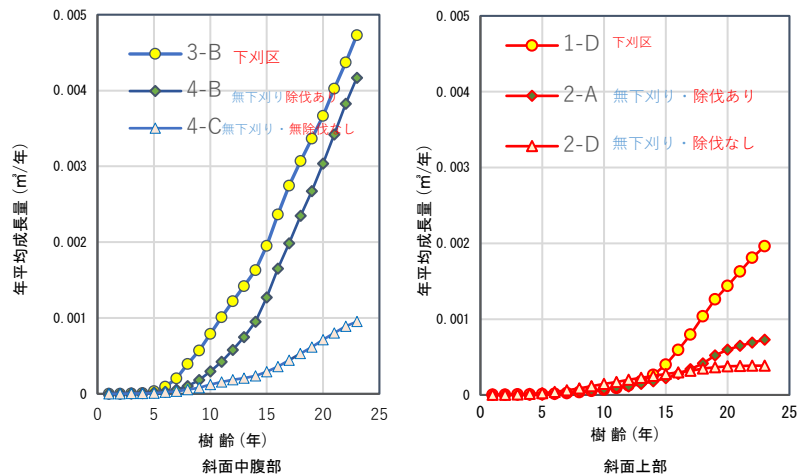 0.005
0.004
0.003
0.002
0.001
0
0
5
10
15
20
25
年平均成長量 (㎥/年)
樹 齢 (年)
斜面中腹部
3-B 下刈区
4-B 無下刈り除伐あり
4-C 無下刈り・無除伐なし
0.005
0.004
0.003
0.002
0.001
0
0
5
10
15
20
25
年平均成長量 (㎥/年)
樹 齢 (年)
斜面上部
1-D 下刈区
2-A 無下刈り・除伐あり
2-D 無下刈り・除伐なし